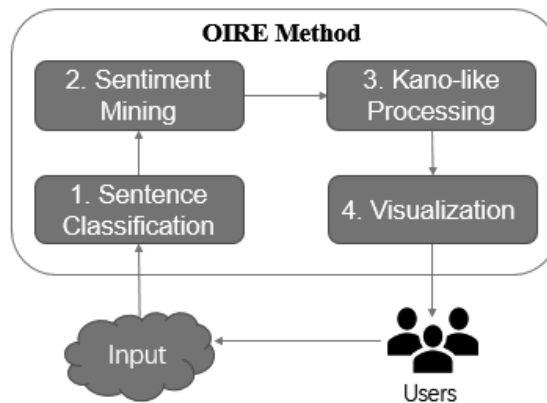 OIRE Method
2. Sentiment
Mining
3. Kano-like
Processing
1. Sentence
Classification
4. Visualization
Input
Users